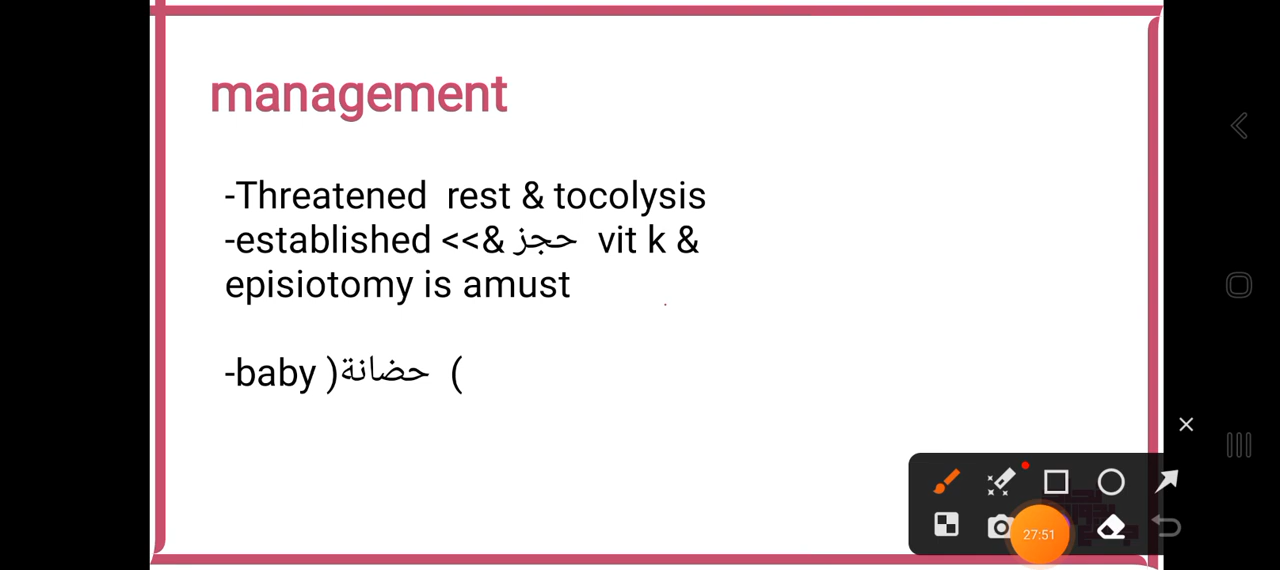 management
-Threatened rest & tocolysis
-established <<& حجز vit k &
episiotomy is amust
-baby )حضانة (
27:51